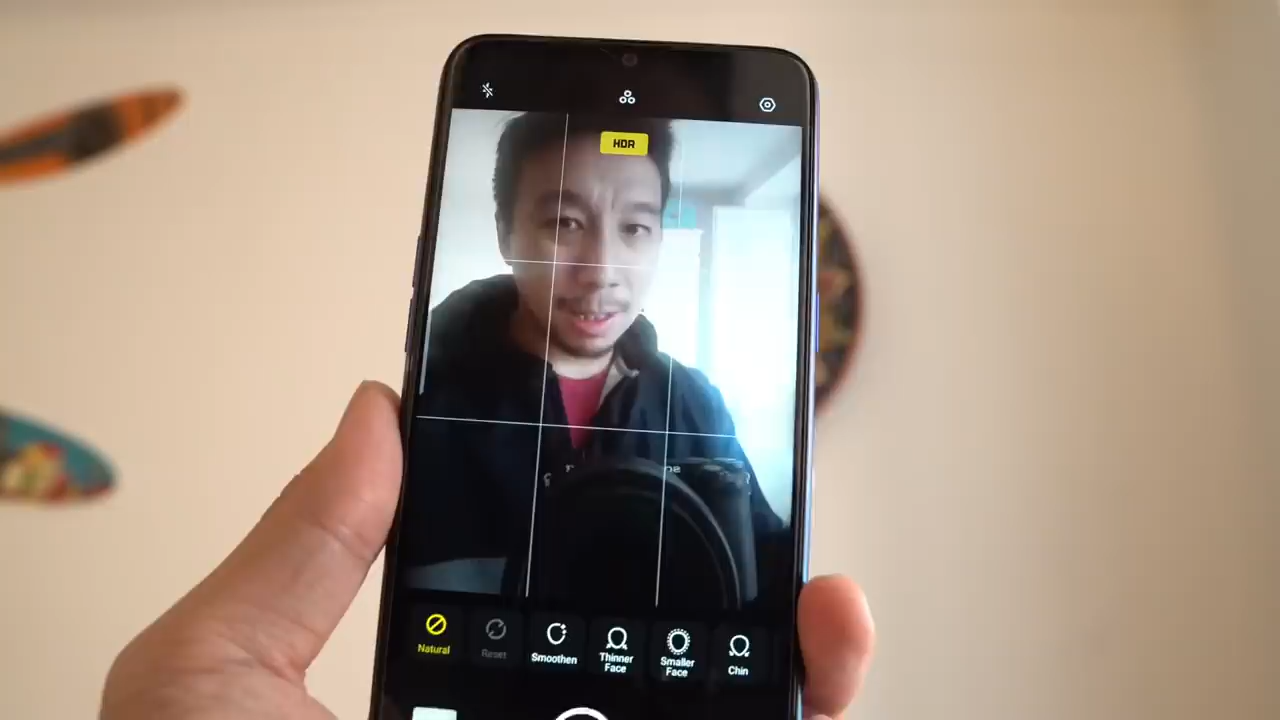 HDR
Natural
Reset
Smoothen
Thinner
Face
Smaller
Face
Chin